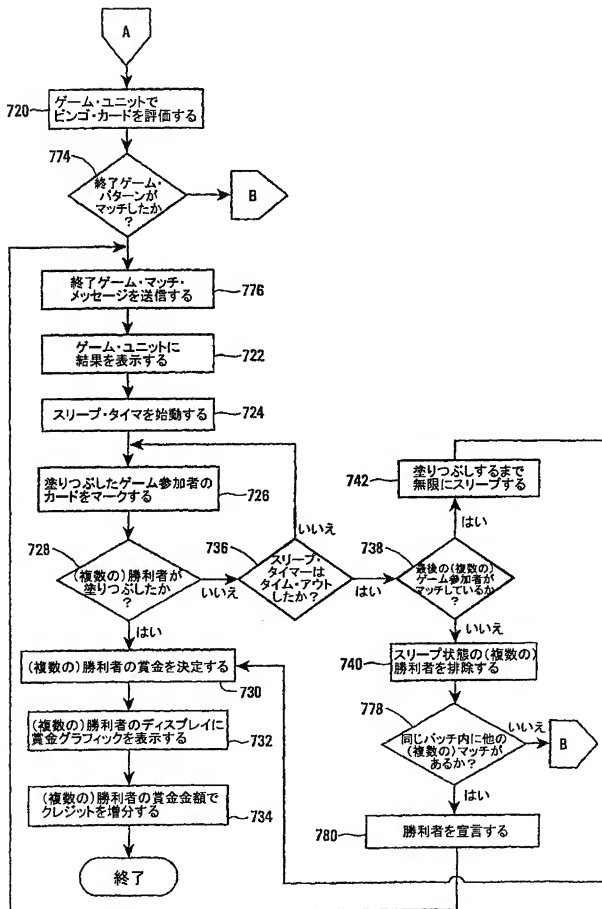 A
720
ゲーム・ユニットで
ビンゴ・カードを評価する
774
終了ゲーム・
パターンが
マッチしたか
?
B
終了ゲーム・マッチ・
メッセージを送信する
776
ゲーム・ユニットに
結果を表示する
722
スリープ・タイマを始動する
724
塗りつぶしたゲーム参加者の
カードをマークする
726
728
(複数の)勝利者が
塗りつぶしたか
?
いいえ
はい
736
スリープ・
タイマーは
タイム・アウト
したか?
いいえ
はい
738
最後の(複数の)
ゲーム参加者が
マッチしているか
?
はい
いいえ
742
塗りつぶしするまで
無限にスリープする
740
スリープ状態の(複数の)
勝利者を排除する
778
同じバッチ内に他の
(複数の)マッチが
あるか?
いいえ
B
はい
780
勝利者を宣言する
(複数の)勝利者の賞金を決定する
730
(複数の)勝利者のディスプレイに
賞金グラフィックを表示する
732
(複数の)勝利者の賞金金額で
クレジットを増分する
734
終了